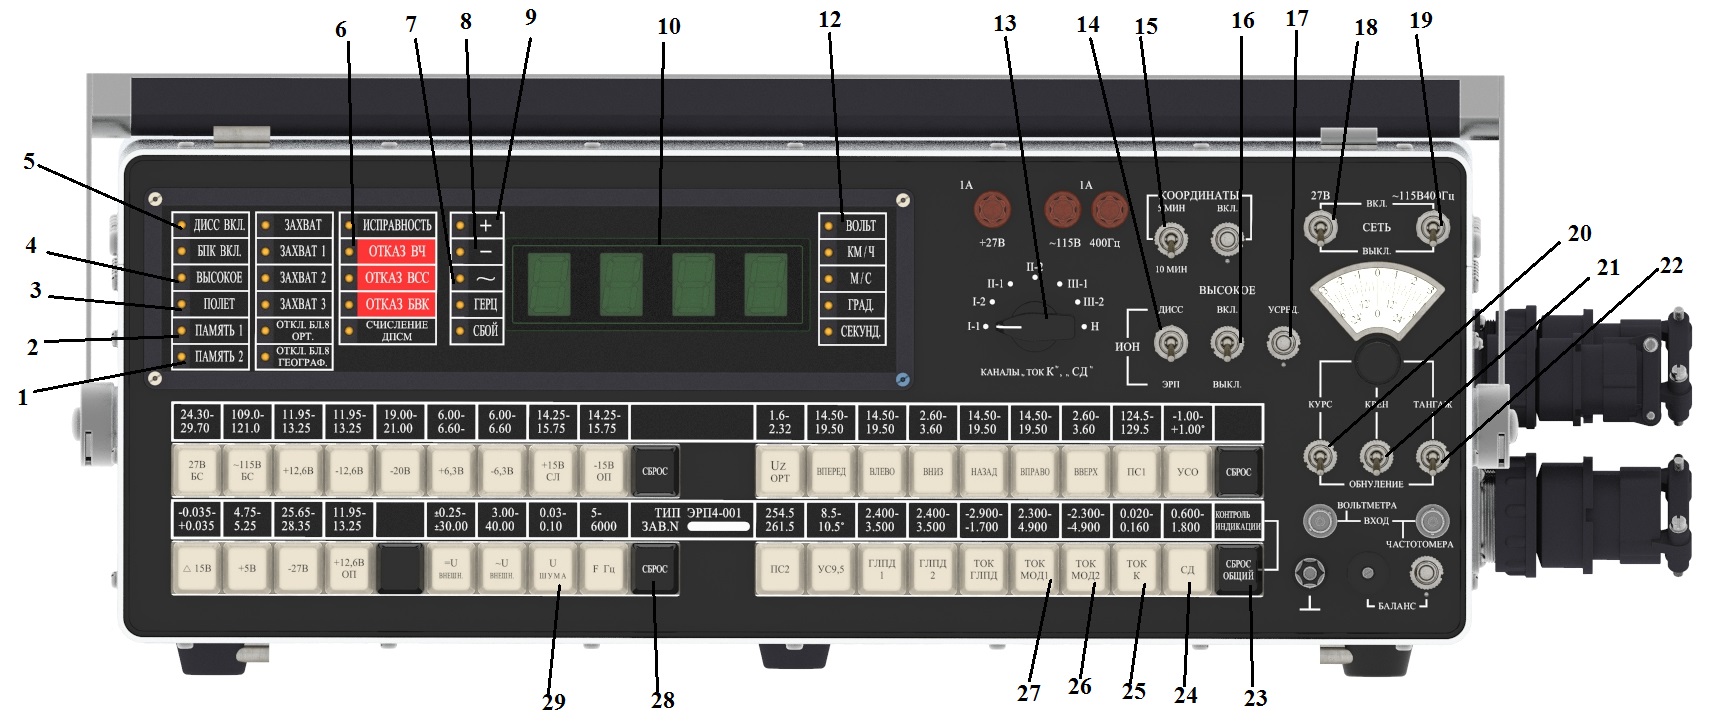 6 7 8 9 10 12 13 14 15 16 17 18 19
5
4
3
2
1
ДИСС ВКЛ.
БПК ВКЛ.
ВЫСОКОЕ
ПОЛЕТ
ПАМЯТЬ 1
ПАМЯТЬ 2
ЗАХВАТ
ЗАХВАТ 1
ЗАХВАТ 2
ЗАХВАТ 3
ОТКЛ. БЛ.8
ОРТ.
ОТКЛ. БЛ.8
ГЕОГРАФ.
ИСПРАВНОСТЬ
ОТКАЗ ВЧ
ОТКАЗ ВСС
ОТКАЗ БВК
СЧИСЛЕНИЕ
ДПСМ
+
−
~
ГЕРЦ
СБОЙ
ВОЛЬТ
КМ/Ч
М/С
ГРАД.
СЕКУНД.
1А 1А
+27В ~115В 400Гц
II-2
II-1 III-1
I-2 III-2
I-1 Н
КАНАЛЫ „ ТОК К", „ СД"
КООРДИНАТЫ
5 МИН ВКЛ.
10 МИН
ВЫСОКОЕ
ДИСС ВКЛ. УСРЕД.
ИОН
ЭРП ВЫКЛ.
27В ~115В400Гц
ВКЛ.
СЕТЬ
ВЫКЛ.
20
21
22
КУРС КРЕН ТАНГАЖ
ОБНУЛЕНИЕ
ВОЛЬТМЕТРА
ВХОД
ЧАСТОТОМЕРА
БАЛАНС
24.30- 109.0- 11.95- 11.95- 19.00- 6.00- 6.00- 14.25- 14.25-
29.70 121.0 13.25 13.25 21.00 6.60- 6.60 15.75 15.75
1.6- 14.50- 14.50- 2.60- 14.50- 14.50- 2.60- 124.5- -1.00-
2.32 19.50 19.50 3.60 19.50 19.50 3.60 129.5 +1.00°
27В ~115В +12,6В -12,6В -20В +6,3В -6,3В +15В -15В СБРОС
БС БС СЛ ОП
Uz ВПЕРЕД ВЛЕВО ВНИЗ НАЗАД ВПРАВО ВВЕРХ ПС1 УСО СБРОС
ОРТ
-0.035- 4.75- 25.65- 11.95- ±0.25- 3.00- 0.03- 5- ТИП ЭРП4-001
+0.035 5.25 28.35 13.25 ±30.00 40.00 0.10 6000 ЗАВ.N
254.5 8.5- 2.400- 2.400- -2.900- 2.300- -2.300- 0.020- 0.600- КОНТРОЛЬ
261.5 10.5° 3.500 3.500 -1.700 4.900 -4.900 0.160 1.800 ИНДИКАЦИИ
△ 15В +5В -27В +12,6В =U ~U U F Гц СБРОС
ОП ВНЕШН. ВНЕШН. ШУМА
ПС2 УС9,5 ГЛПД ГЛПД ТОК ТОК ТОК ТОК СД СБРОС
1 2 ГЛПД МОД1 МОД2 К ОБЩИЙ
29 28 27 26 25 24 23